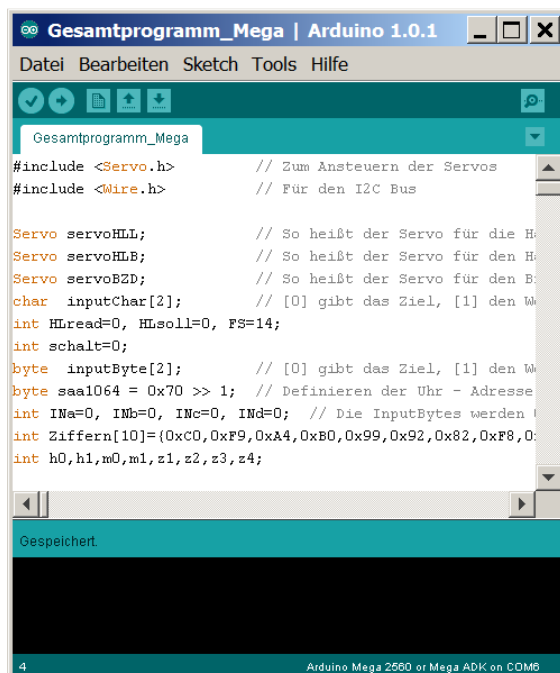 Gesamtprogramm_Mega | Arduino 1.0.1
Datei Bearbeiten Sketch Tools Hilfe
Gesamtprogramm_Mega
#include <Servo.h> // Zum Ansteuern der Servos
#include <Wire.h> // Für den I2C Bus
Servo servoHLL; // So heißt der Servo für die
Servo servoHLB; // So heißt der Servo für den
Servo servoBZD; // So heißt der Servo für den
char inputChar[2]; // [0] gibt das Ziel, [1] den
int HLread=0, HLsoll=0, FS=14;
int schalt=0;
byte inputByte[2]; // [0] gibt das Ziel, [1] den
byte saa1064 = 0x70 >> 1; // Definieren der Uhr - Adresse
int INa=0, INb=0, INc=0, INd=0; // Die InputBytes werden
int Ziffern[10]={0xC0,0xF9,0xA4,0xB0,0x99,0x92,0x82,0xF8,0
int h0,h1,m0,m1,z1,z2,z3,z4;
Gespeichert.
4 Arduino Mega 2560 or Mega ADK on COM6